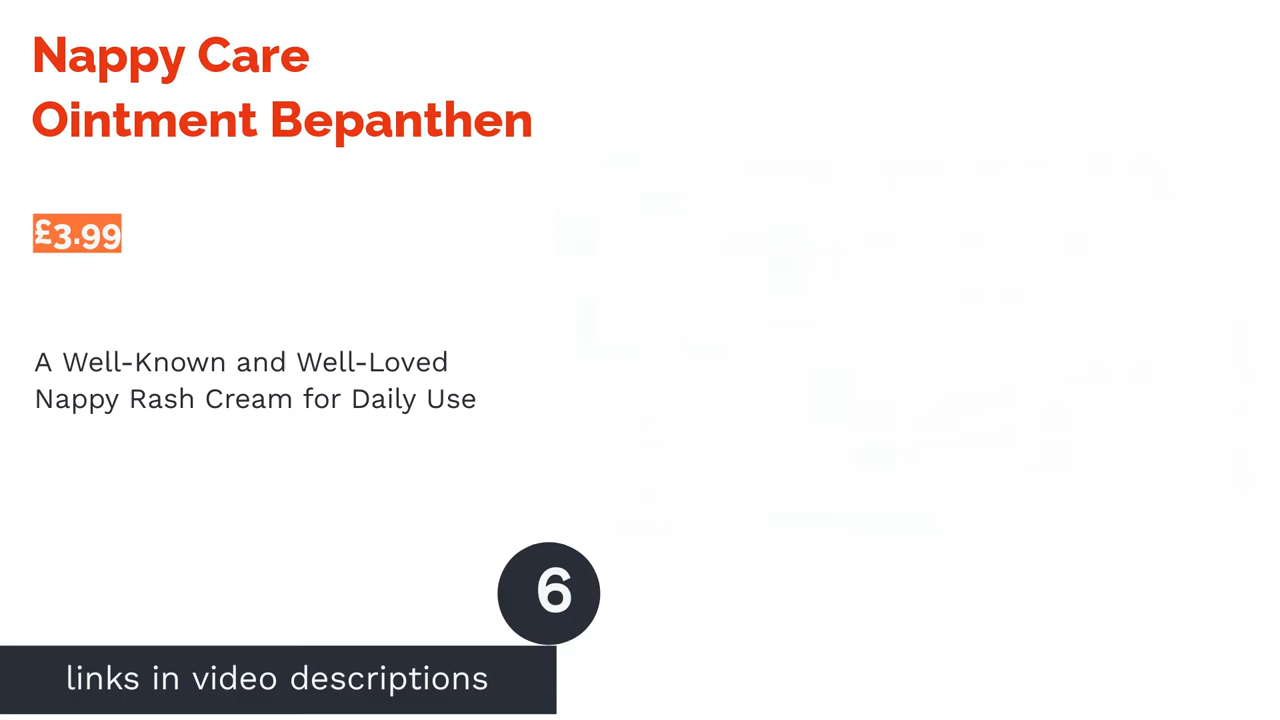 Nappy Care
Ointment Bepanthen
£3.99
A Well-Known and Well-Loved
Nappy Rash Cream for Daily Use
6
links in video descriptions